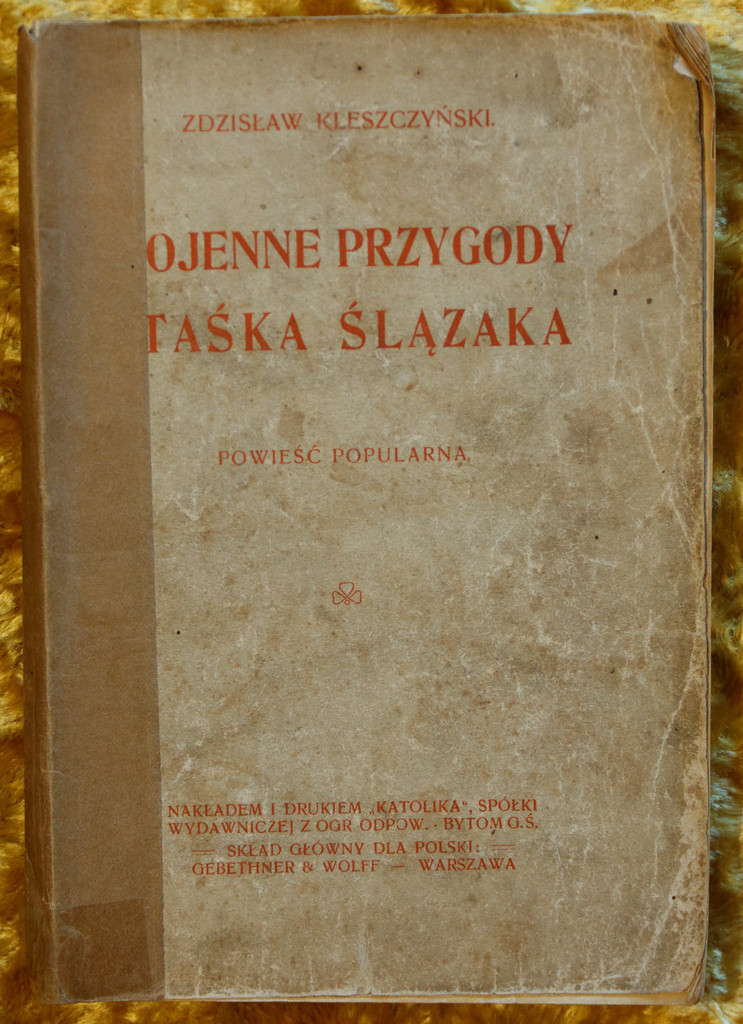 ZDZISŁAW KLESZCZYŃSKI.
OJENNE PRZYGODY
TAŚKA ŚLĄZAKA
POWIEŚĆ POPULARNA.
NAKŁADEM I DRUKIEM „KATOLIKA“, SPÓŁKI
WYDAWNICZEJ Z OGR ODPOW. · BYTOM G.Ś.
SKŁAD GŁÓWNY DLA POLSKI:
GEBETHNER & WOLFF — WARSZAWA